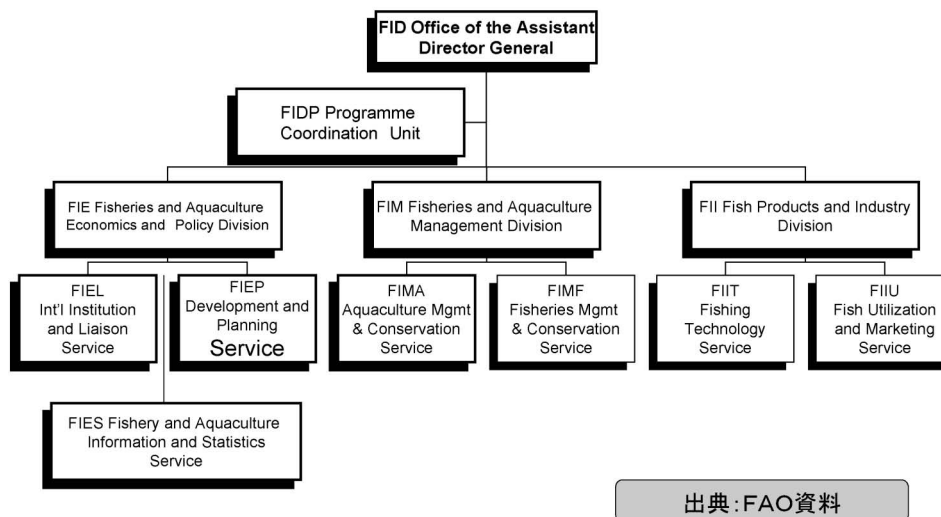 FID Office of the Assistant
Director General
FIDP Programme
Coordination Unit
FIE Fisheries and Aquaculture
Economics and Policy Division
FIM Fisheries and Aquaculture
Management Division
FII Fish Products and Industry
Division
FIEL
Int'l Institution
and Liaison
Service
FIEP
Development and
Planning
Service
FIMA
Aquaculture Mgmt
& Conservation
Service
FIMF
Fisheries Mgmt
& Conservation
Service
FIIT
Fishing
Technology
Service
FIIU
Fish Utilization
and Marketing
Service
FIES Fishery and Aquaculture
Information and Statistics
Service
出典:FAO資料